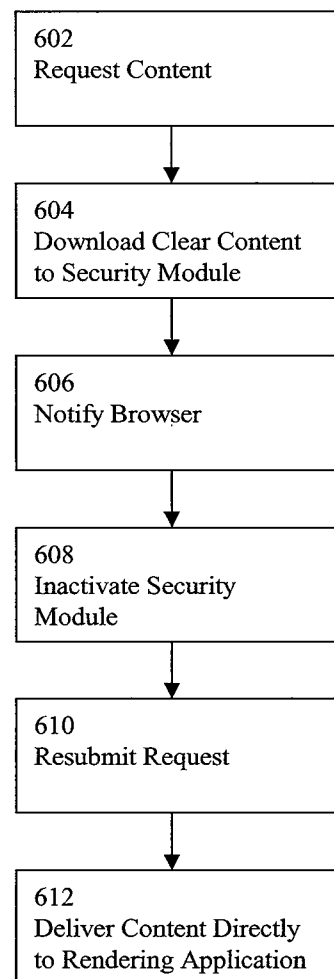 602
Request Content
604
Download Clear Content
to Security Module
606
Notify Browser
608
Inactivate Security
Module
610
Resubmit Request
612
Deliver Content Directly
to Rendering Application